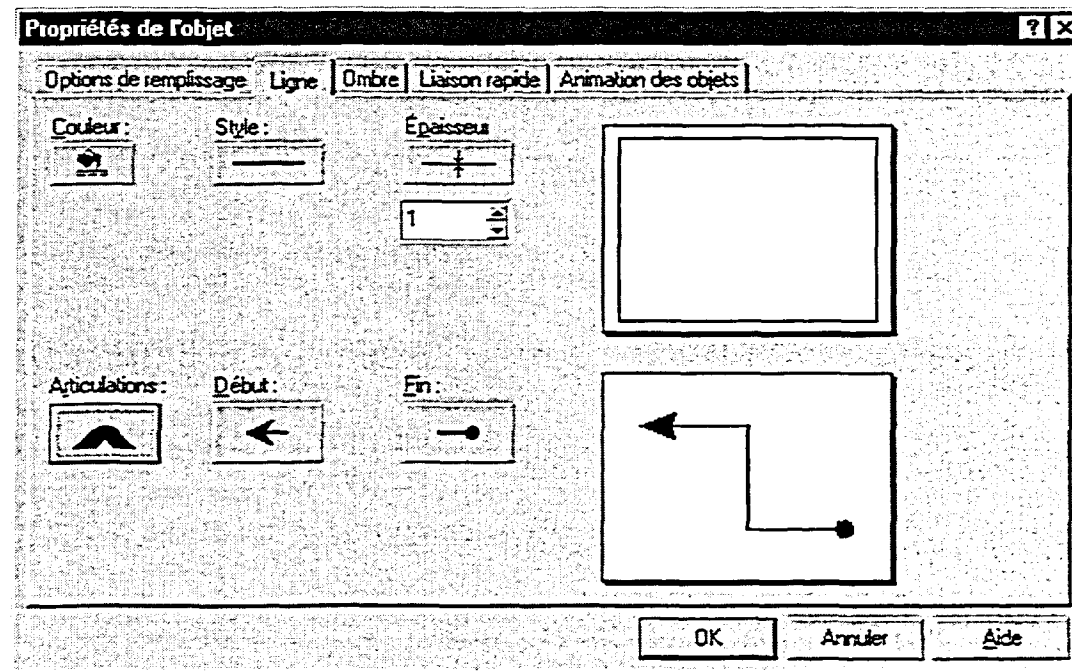 Propriétés de l'objet
Options de remplissage Ligne Ombre Liaison rapide Animation des objets
Couleur : Style : Épaisseur
1
Articulations : Début : Fin :
OK Annuler Aide